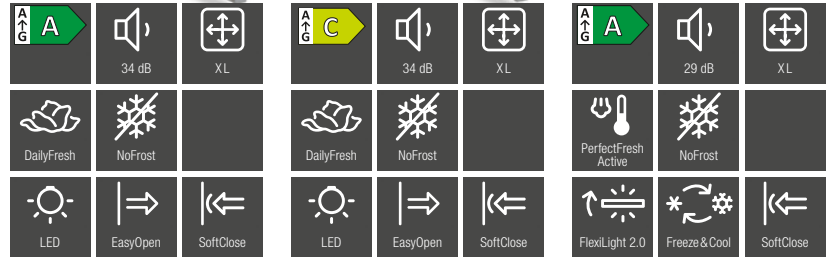 A
↑
G
A
34 dB
XL
A
↑
G
C
34 dB
XL
A
↑
G
A
29 dB
XL
DailyFresh
NoFrost
DailyFresh
NoFrost
PerfectFresh
Active
NoFrost
LED
EasyOpen
SoftClose
LED
EasyOpen
SoftClose
FlexiLight 2.0
Freeze&Cool
SoftClose